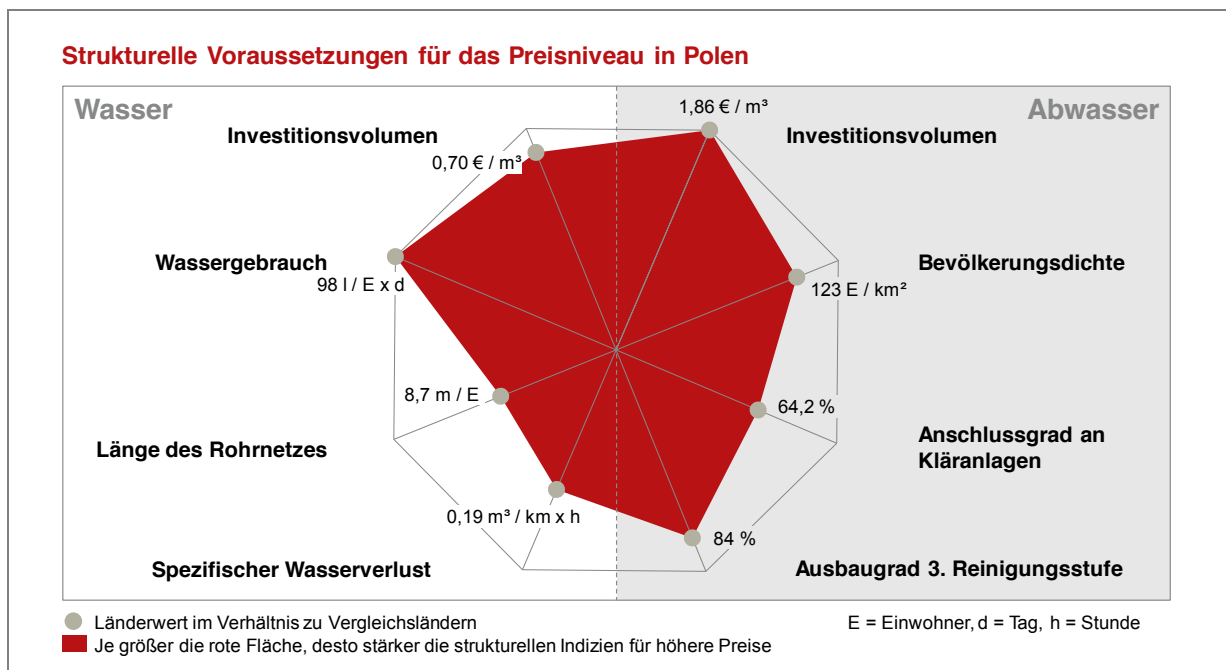 Strukturelle Voraussetzungen für das Preisniveau in Polen
Wasser
Abwasser
Investitionsvolumen
0,70 € / m³
1,86 € / m³
Investitionsvolumen
Wassergebrauch
98 l / E x d
Bevölkerungsdichte
123 E / km²
8,7 m / E
Länge des Rohrnetzes
64,2 %
Anschlussgrad an
Kläranlagen
0,19 m³ / km x h
Spezifischer Wasserverlust
84 %
Ausbaugrad 3. Reinigungsstufe
Länderwert im Verhältnis zu Vergleichsländern
E = Einwohner, d = Tag, h = Stunde
Je größer die rote Fläche, desto stärker die strukturellen Indizien für höhere Preise